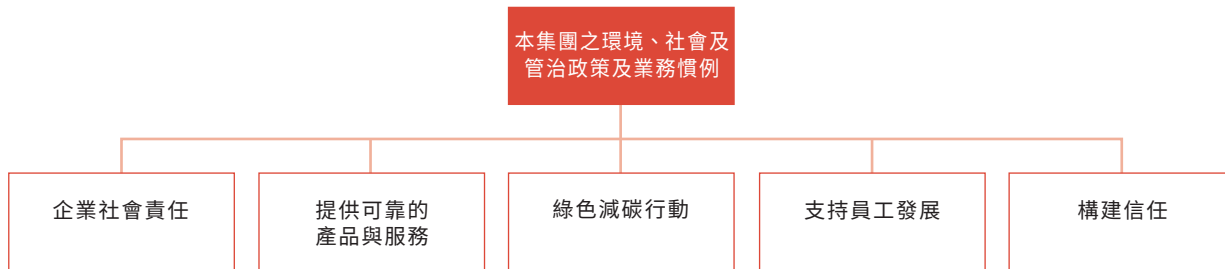 本集團之環境、社會及
管治政策及業務慣例
企業社會責任
提供可靠的
產品與服務
綠色減碳行動
支持員工發展
構建信任